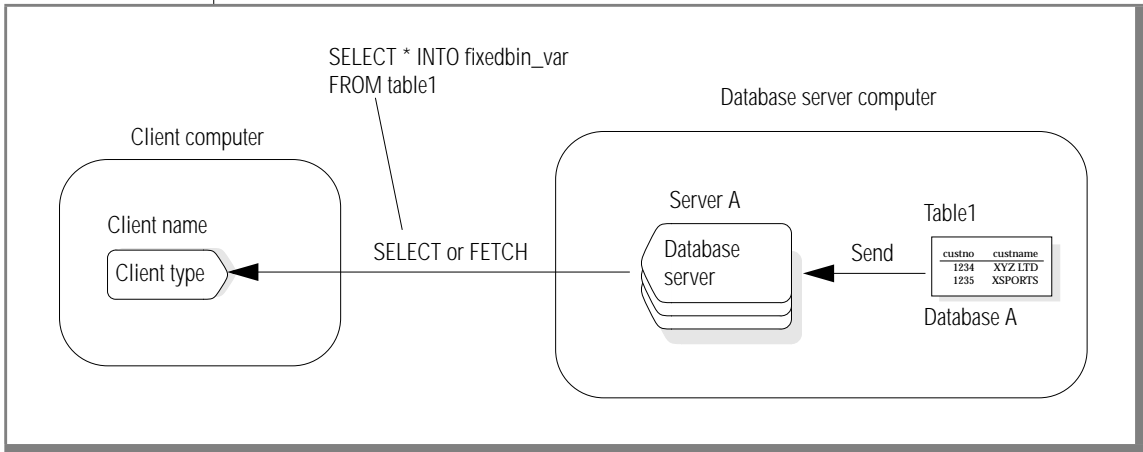 SELECT * INTO fixedbin_var
FROM table1
Database server computer
Client computer
Server A
Table1
Client name
SELECT or FETCH
Database
server
Send
custno custname
1234 XYZ LTD
1235 XSPORTS
Client type
Database A